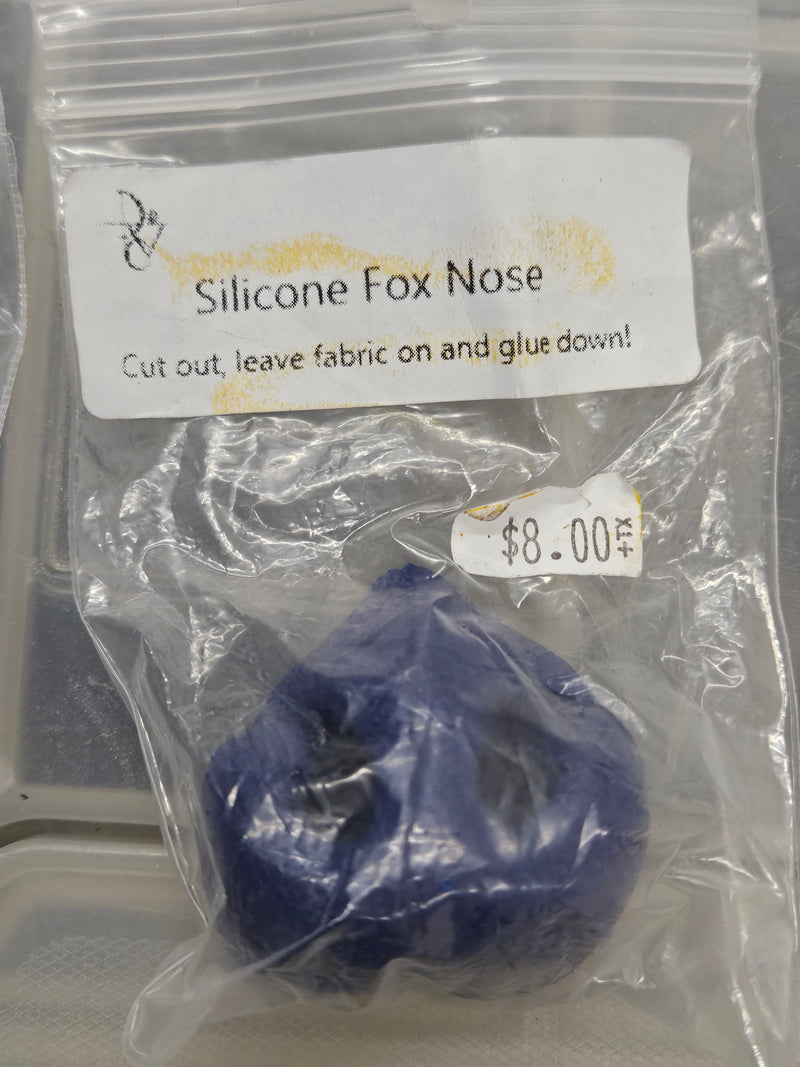 Silicone Fox Nose
Cut out, leave fabric on and glue down!
$8.00